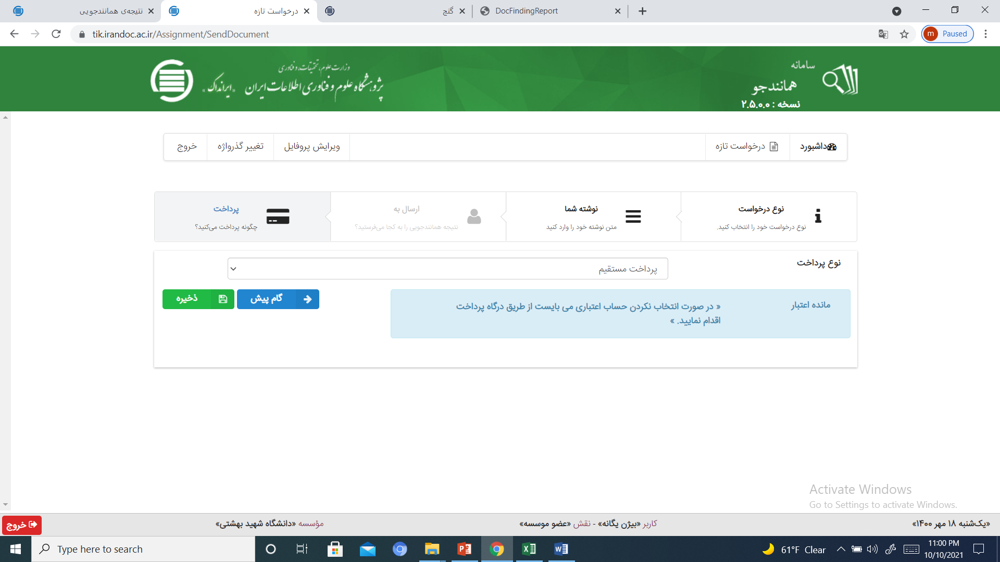 نتیجه‌ی همانندجویی
درخواست تازه
گنج
DocFindingReport
tik.irandoc.ac.ir/Assignment/SendDocument
m Paused
وزارت علوم، تحقیقات، و فناوری
پژوهشگاه علوم و فناوری اطلاعات ایران «ایرانداک»
سامانه
همانندجو
نسخه : ۲.۵.۰.۰
داشبورد
درخواست تازه
ویرایش پروفایل
تغییر گذرواژه
خروج
نوع درخواست
نوع درخواست خود را انتخاب کنید.
نوشته شما
متن نوشته خود را وارد کنید
ارسال به
نتیجه همانندجویی را به کجا می‌فرستید؟
پرداخت
چگونه پرداخت می‌کنید؟
نوع پرداخت
پرداخت مستقیم
مانده اعتبار
« در صورت انتخاب نکردن حساب اعتباری می بایست از طریق درگاه پرداخت
اقدام نمایید. »
گام پیش
ذخیره
Activate Windows
Go to Settings to activate Windows.
«یک‌شنبه ۱۸ مهر ۱۴۰۰»
کاربر «بیژن یگانه» - نقش «عضو موسسه»
مؤسسه «دانشگاه شهید بهشتی»
خروج
Type here to search
61°F Clear
11:00 PM
10/10/2021